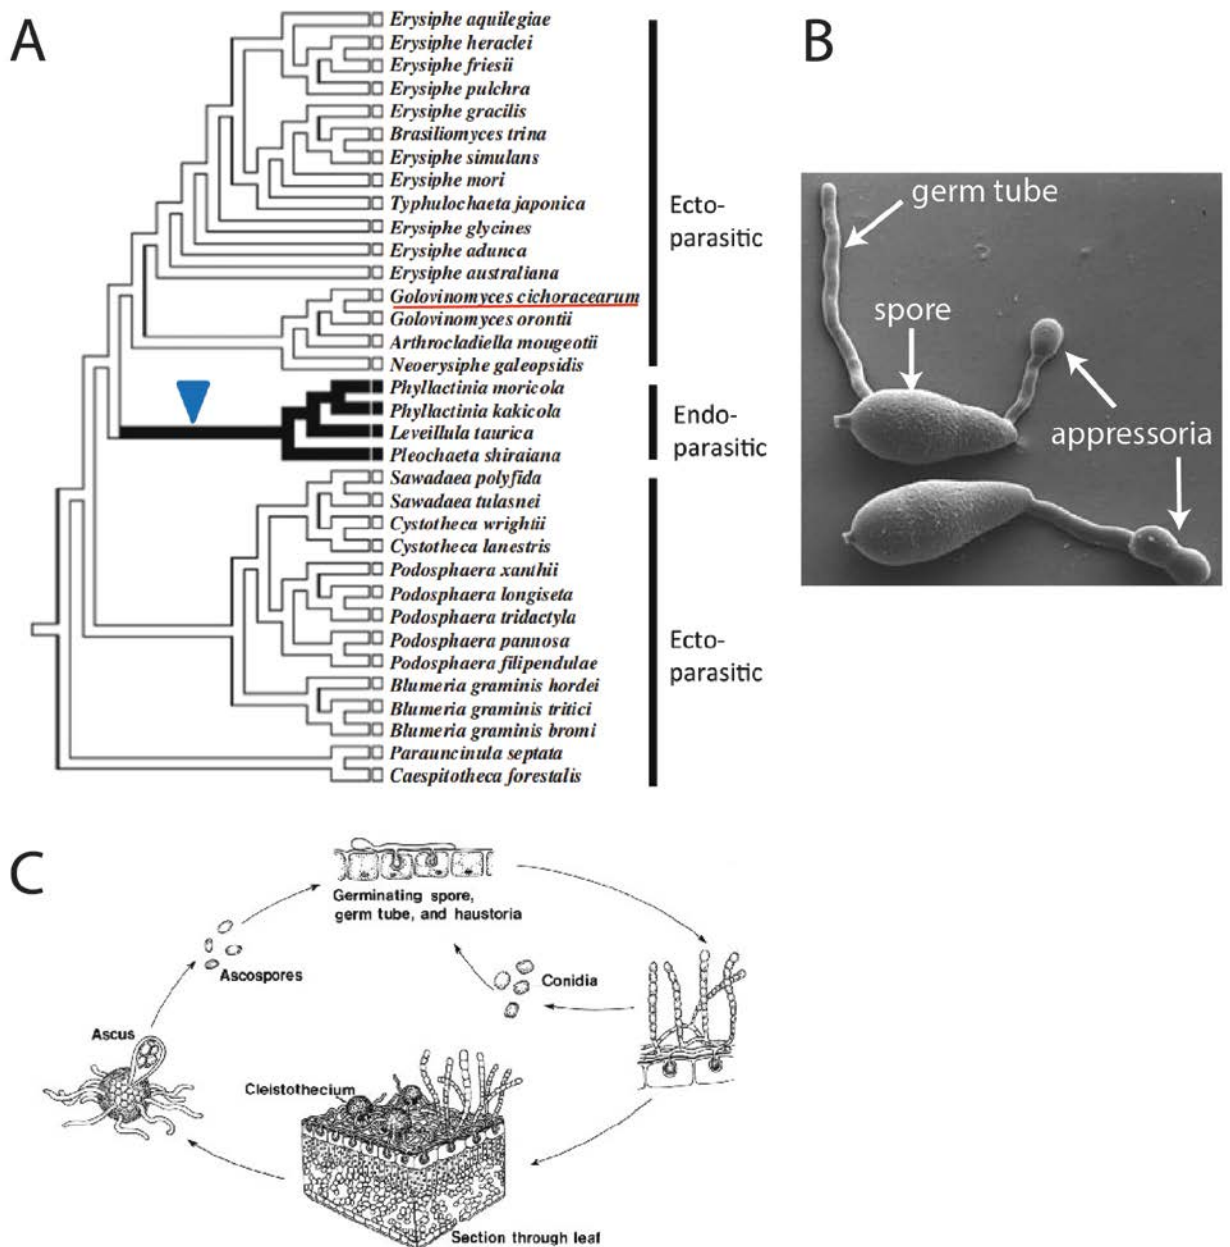 A
Erysiphe aquilegiae
Erysiphe heraclei
Erysiphe friesii
Erysiphe pulchra
Erysiphe gracilis
Brasiliomyces trina
Erysiphe simulans
Erysiphe mori
Typhulochaeta japonica
Erysiphe glycines
Erysiphe adunca
Erysiphe australiana
Golovinomyces cichoracearum
Golovinomyces orontii
Arthrocladiella mougeotii
Neoerysiphe galeopsidis
Phyllactinia moricola
Phyllactinia kakicola
Leveillula taurica
Pleochaeta shiraiana
Sawadaea polyfida
Sawadaea tulasnei
Cystotheca wrightii
Cystotheca lanestris
Podosphaera xanthii
Podosphaera longiseta
Podosphaera tridactyla
Podosphaera pannosa
Podosphaera filipendulae
Blumeria graminis hordei
Blumeria graminis tritici
Blumeria graminis bromi
Parauncinula septata
Caespitotheca forestalis
Ecto-
parasitic
Endo-
parasitic
Ecto-
parasitic
B
germ tube
spore
appressoria
C
Germinating spore,
germ tube, and haustoria
Ascospores
Conidia
Ascus
Cleistothecium
Section through leaf